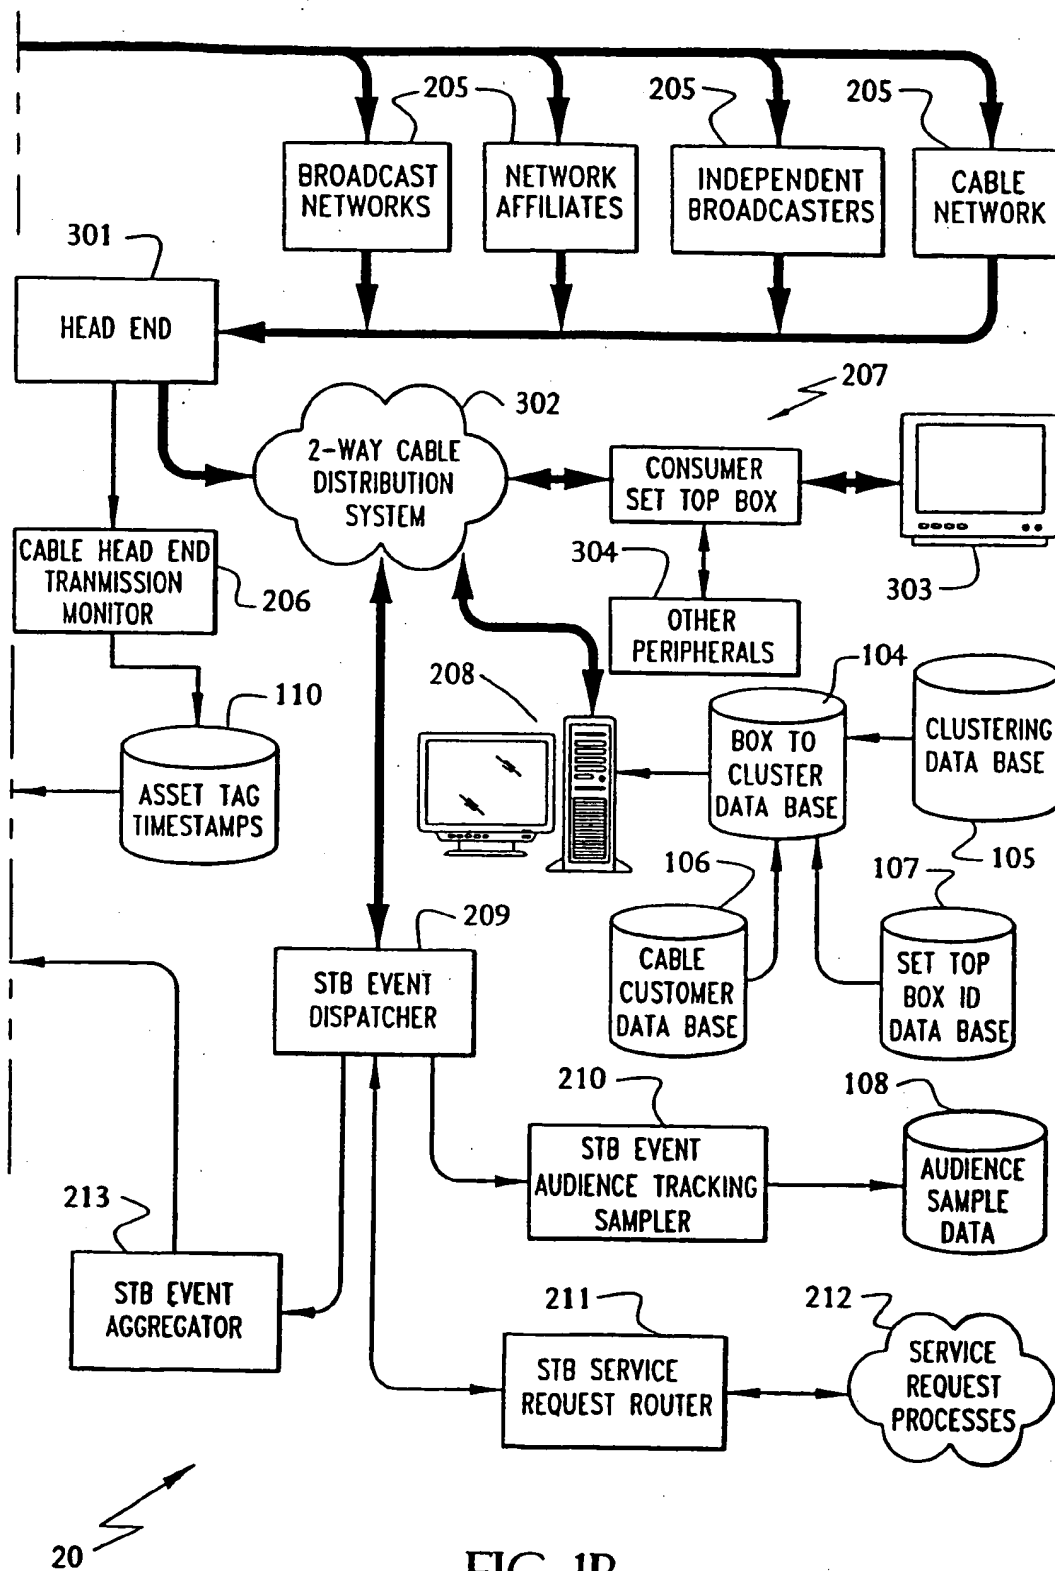 205
205
205
BROADCAST
NETWORKS
NETWORK
AFFILIATES
INDEPENDENT
BROADCASTERS
CABLE
NETWORK
301
HEAD END
207
302
2-WAY CABLE
DISTRIBUTION
SYSTEM
CONSUMER
SET TOP BOX
303
304
OTHER
PERIPHERALS
CABLE HEAD END
TRANMISSION
MONITOR
206
110
ASSET TAG
TIMESTAMPS
208
104
BOX TO
CLUSTER
DATA BASE
CLUSTERING
DATA BASE
105
106
CABLE
CUSTOMER
DATA BASE
107
SET TOP
BOX ID
DATA BASE
209
STB EVENT
DISPATCHER
210
STB EVENT
AUDIENCE TRACKING
SAMPLER
108
AUDIENCE
SAMPLE
DATA
213
STB EVENT
AGGREGATOR
211
STB SERVICE
REQUEST ROUTER
212
SERVICE
REQUEST
PROCESSES
20
FIG. 1B